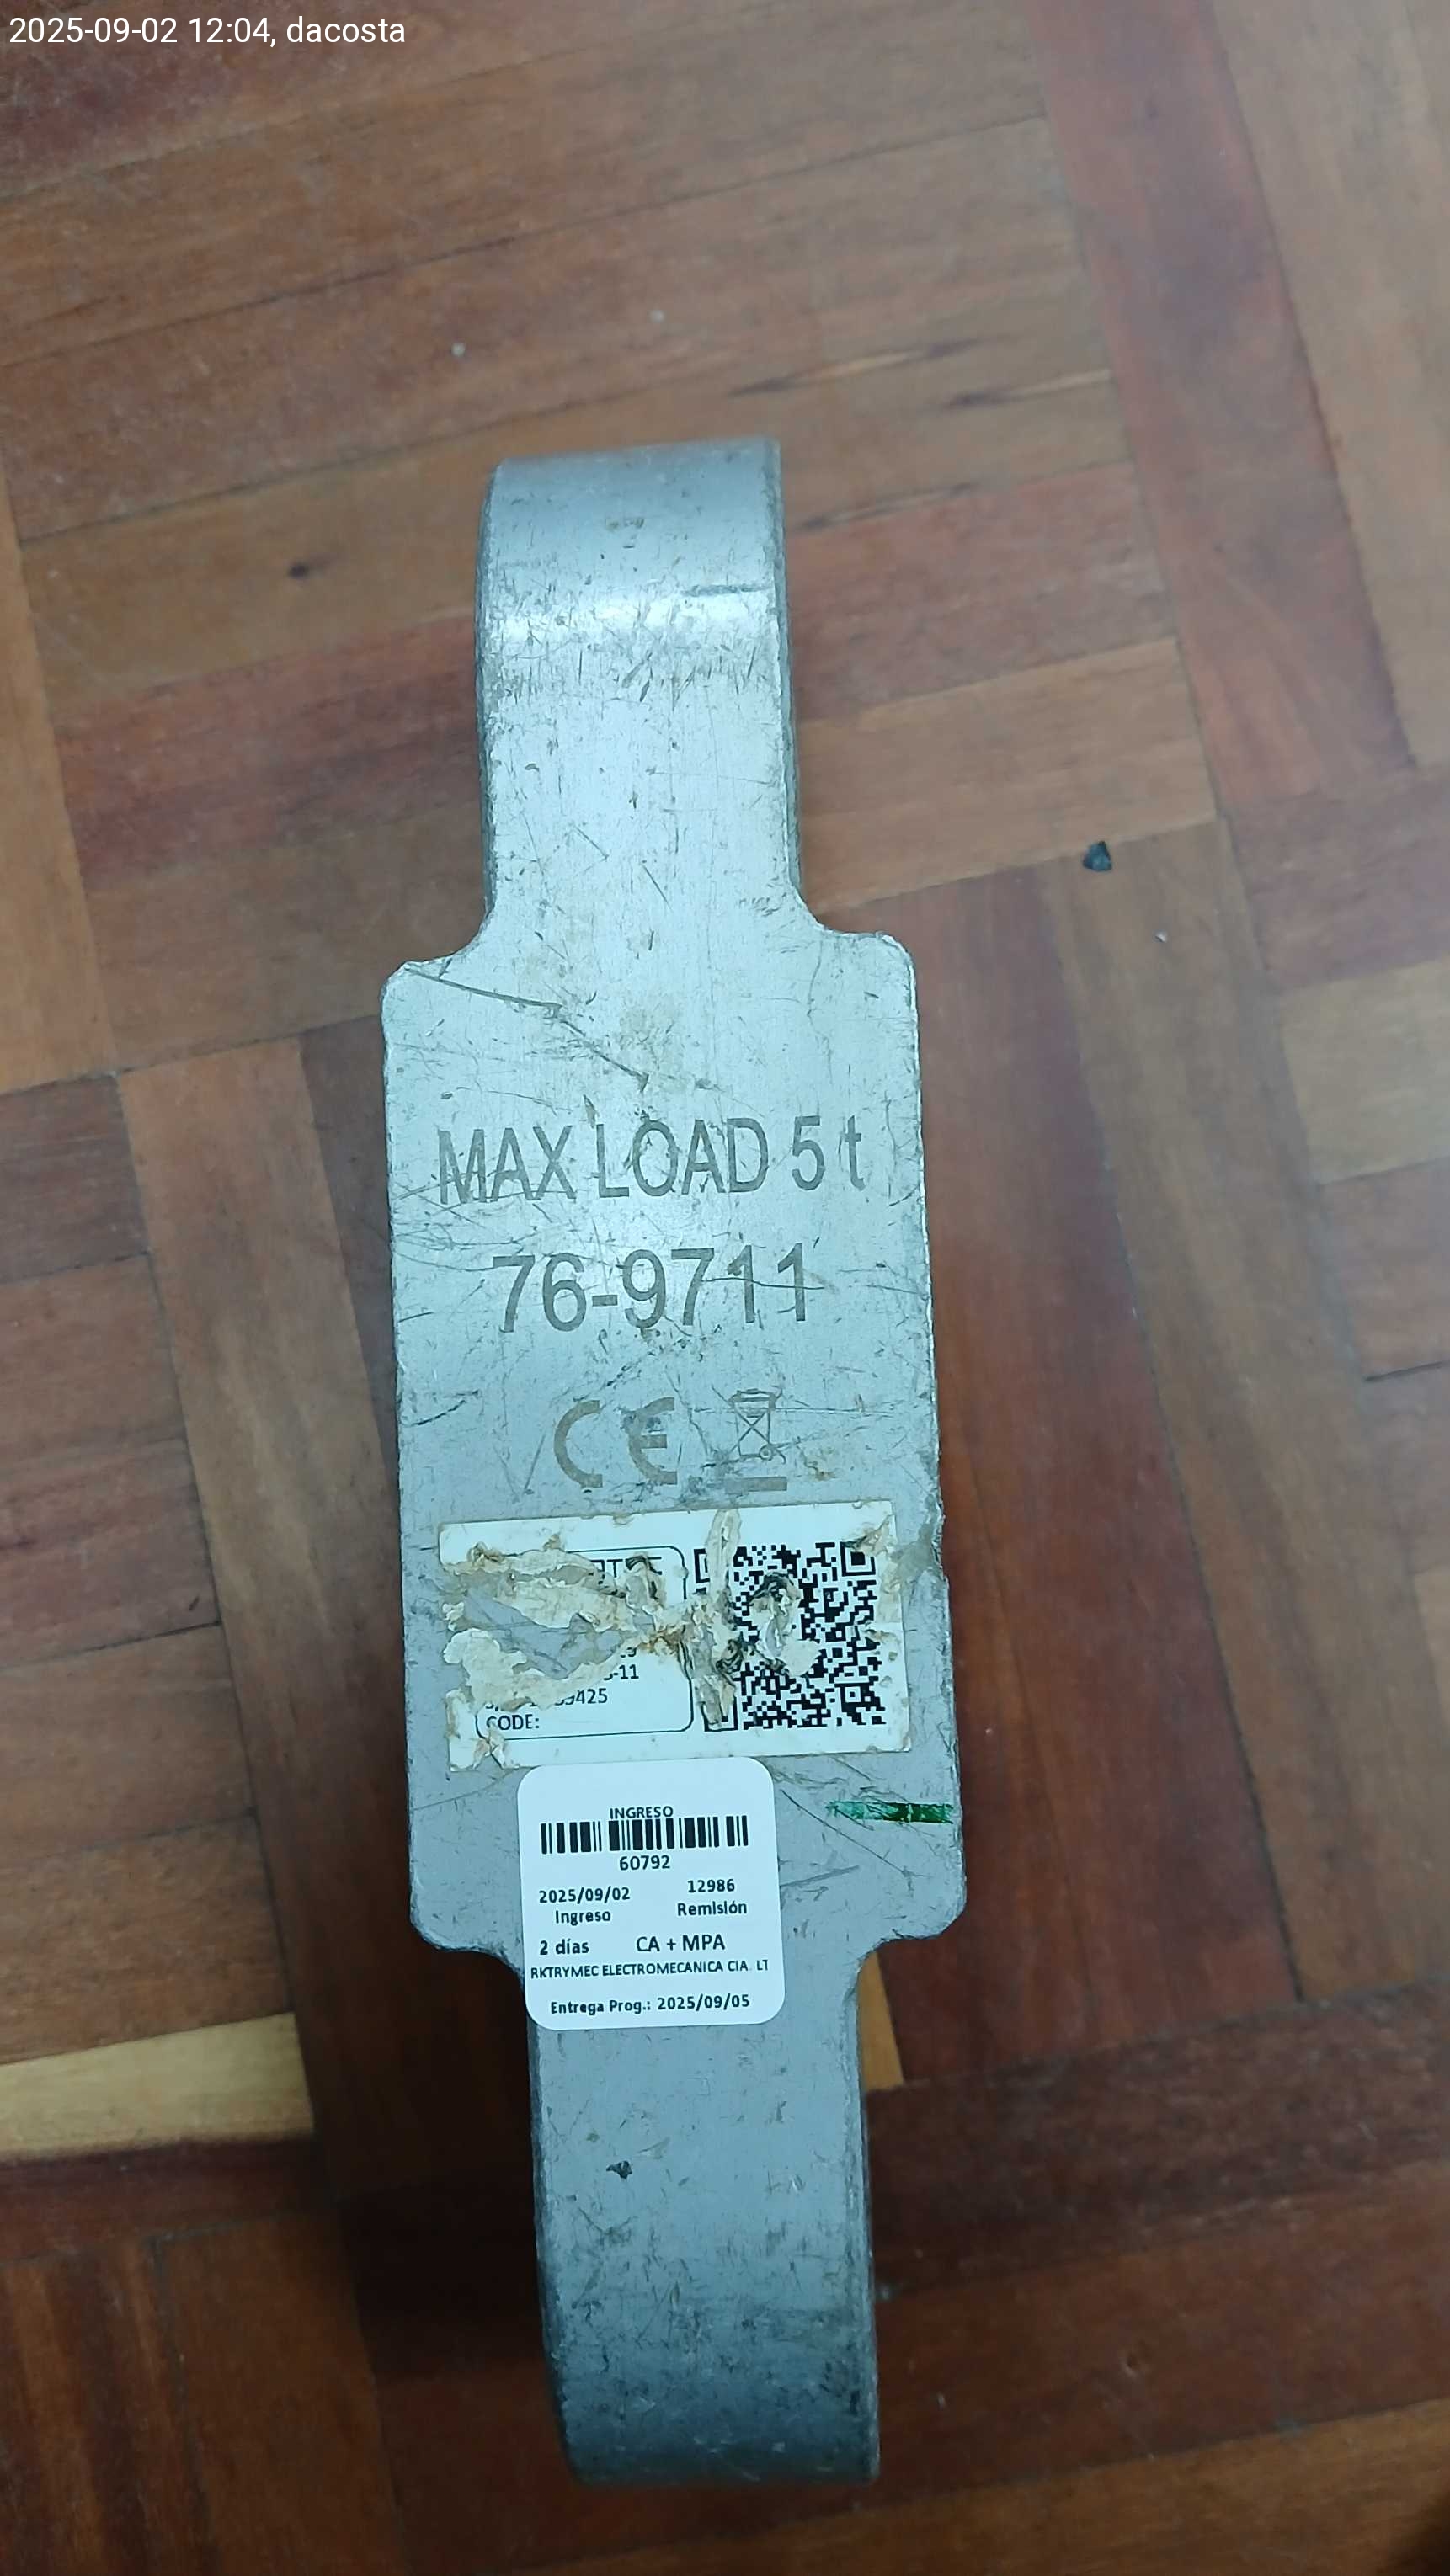 2025-09-02 12:04, dacosta
MAX LOAD 5 t
76-9711
CE
CODE:
INGRESO
60792
2025/09/02 12986
Ingreso Remisión
2 días CA + MPA
RKTRYMEC ELECTROMECANICA CIA. LT
Entrega Prog.: 2025/09/05